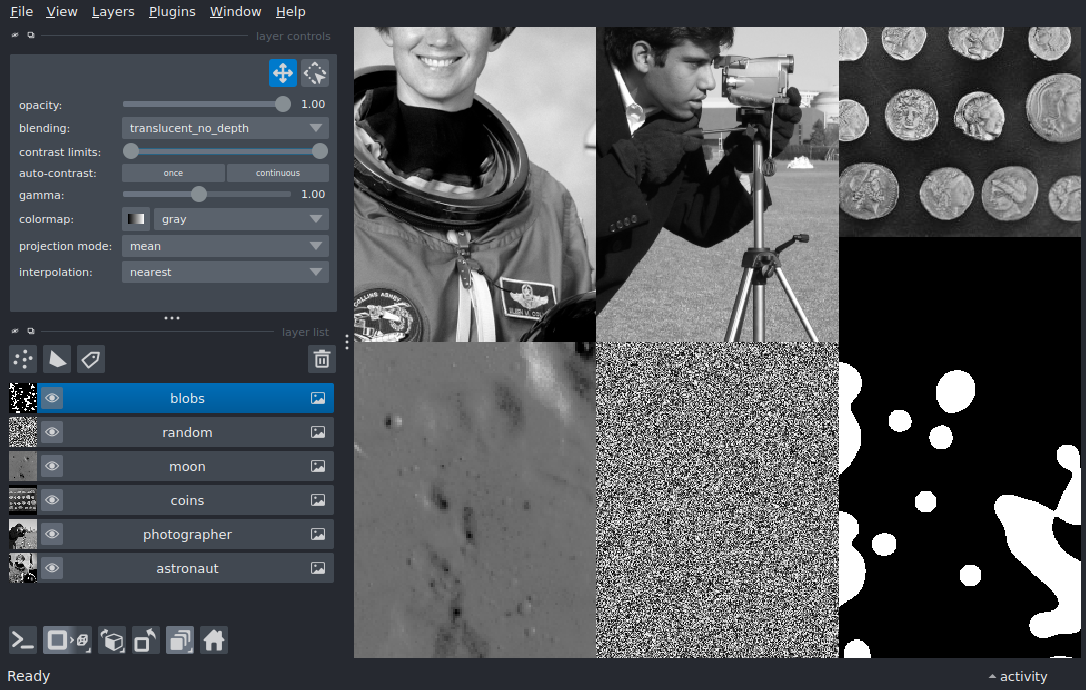 File View Layers Plugins Window Help
layer controls
opacity: 1.00
blending: translucent_no_depth
contrast limits:
auto-contrast: once continuous
gamma: 1.00
colormap: gray
projection mode: mean
interpolation: nearest
layer list
blobs
random
moon
coins
photographer
astronaut
Ready
activity